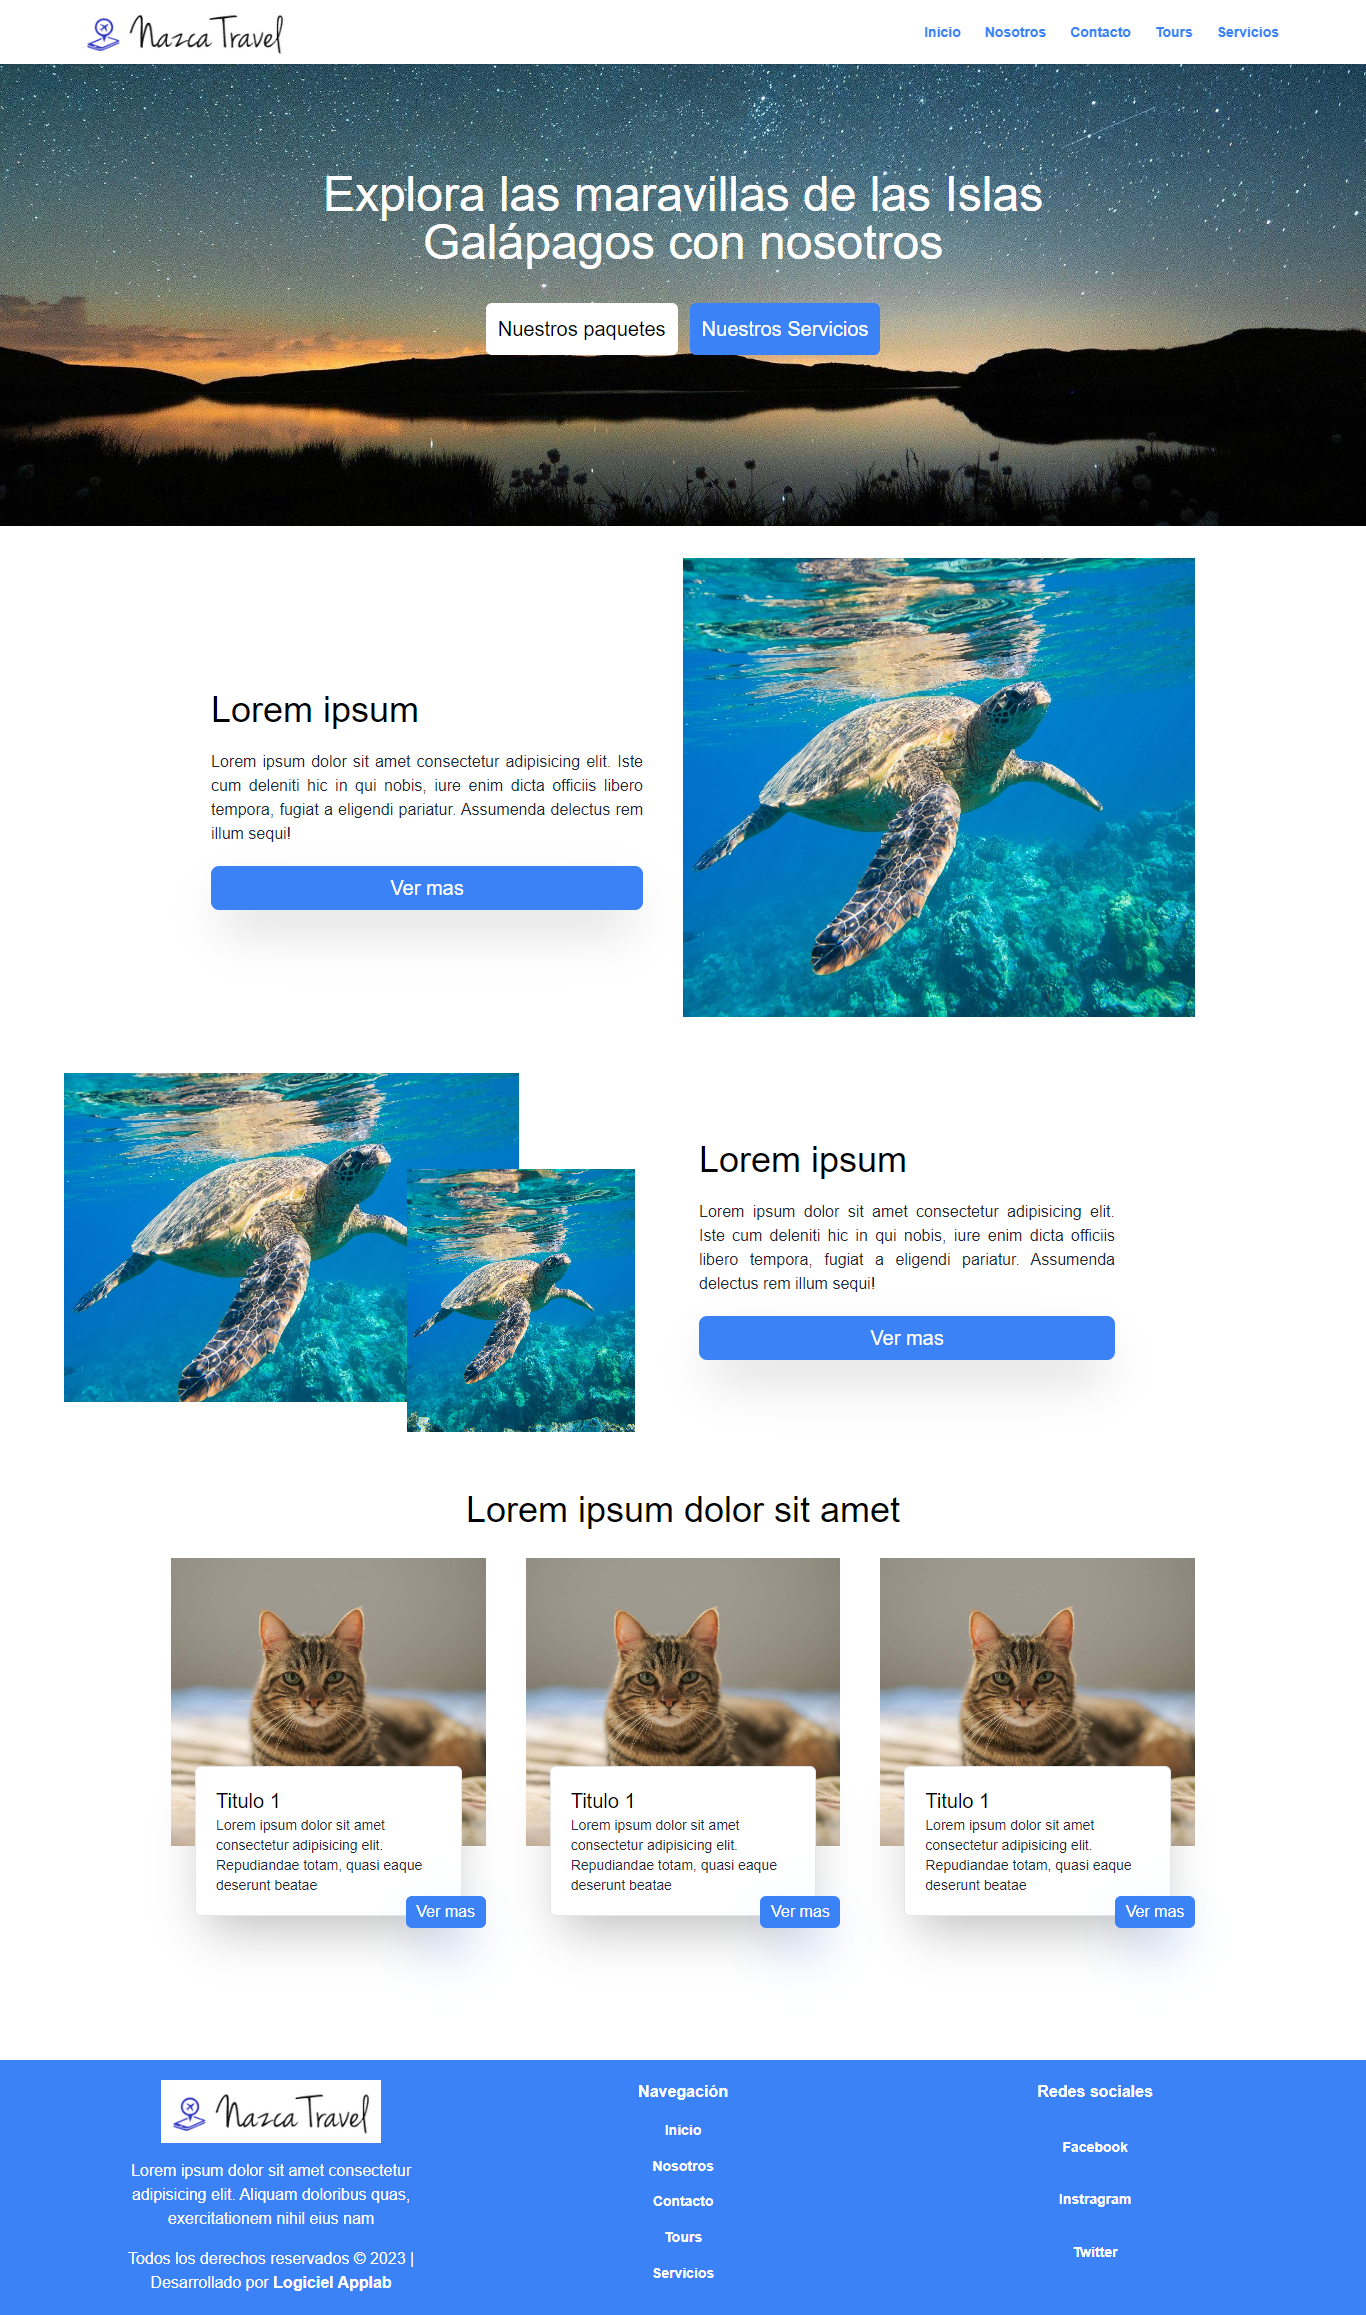 Nazca Travel
Inicio Nosotros Contacto Tours Servicios
Explora las maravillas de las Islas
Galápagos con nosotros
Nuestros paquetes Nuestros Servicios
Lorem ipsum
Lorem ipsum dolor sit amet consectetur adipisicing elit. Iste
cum deleniti hic in qui nobis, iure enim dicta officiis libero
tempora, fugiat a eligendi pariatur. Assumenda delectus rem
illum sequi!
Ver mas
Lorem ipsum
Lorem ipsum dolor sit amet consectetur adipisicing elit.
Iste cum deleniti hic in qui nobis, iure enim dicta officiis
libero tempora, fugiat a eligendi pariatur. Assumenda
delectus rem illum sequi!
Ver mas
Lorem ipsum dolor sit amet
Titulo 1
Lorem ipsum dolor sit amet
consectetur adipisicing elit.
Repudiandae totam, quasi eaque
deserunt beatae
Ver mas
Titulo 1
Lorem ipsum dolor sit amet
consectetur adipisicing elit.
Repudiandae totam, quasi eaque
deserunt beatae
Ver mas
Titulo 1
Lorem ipsum dolor sit amet
consectetur adipisicing elit.
Repudiandae totam, quasi eaque
deserunt beatae
Ver mas
Nazca Travel
Lorem ipsum dolor sit amet consectetur
adipisicing elit. Aliquam doloribus quas,
exercitationem nihil eius nam
Todos los derechos reservados © 2023 |
Desarrollado por Logiciel Applab
Navegación
Inicio
Nosotros
Contacto
Tours
Servicios
Redes sociales
Facebook
Instragram
Twitter